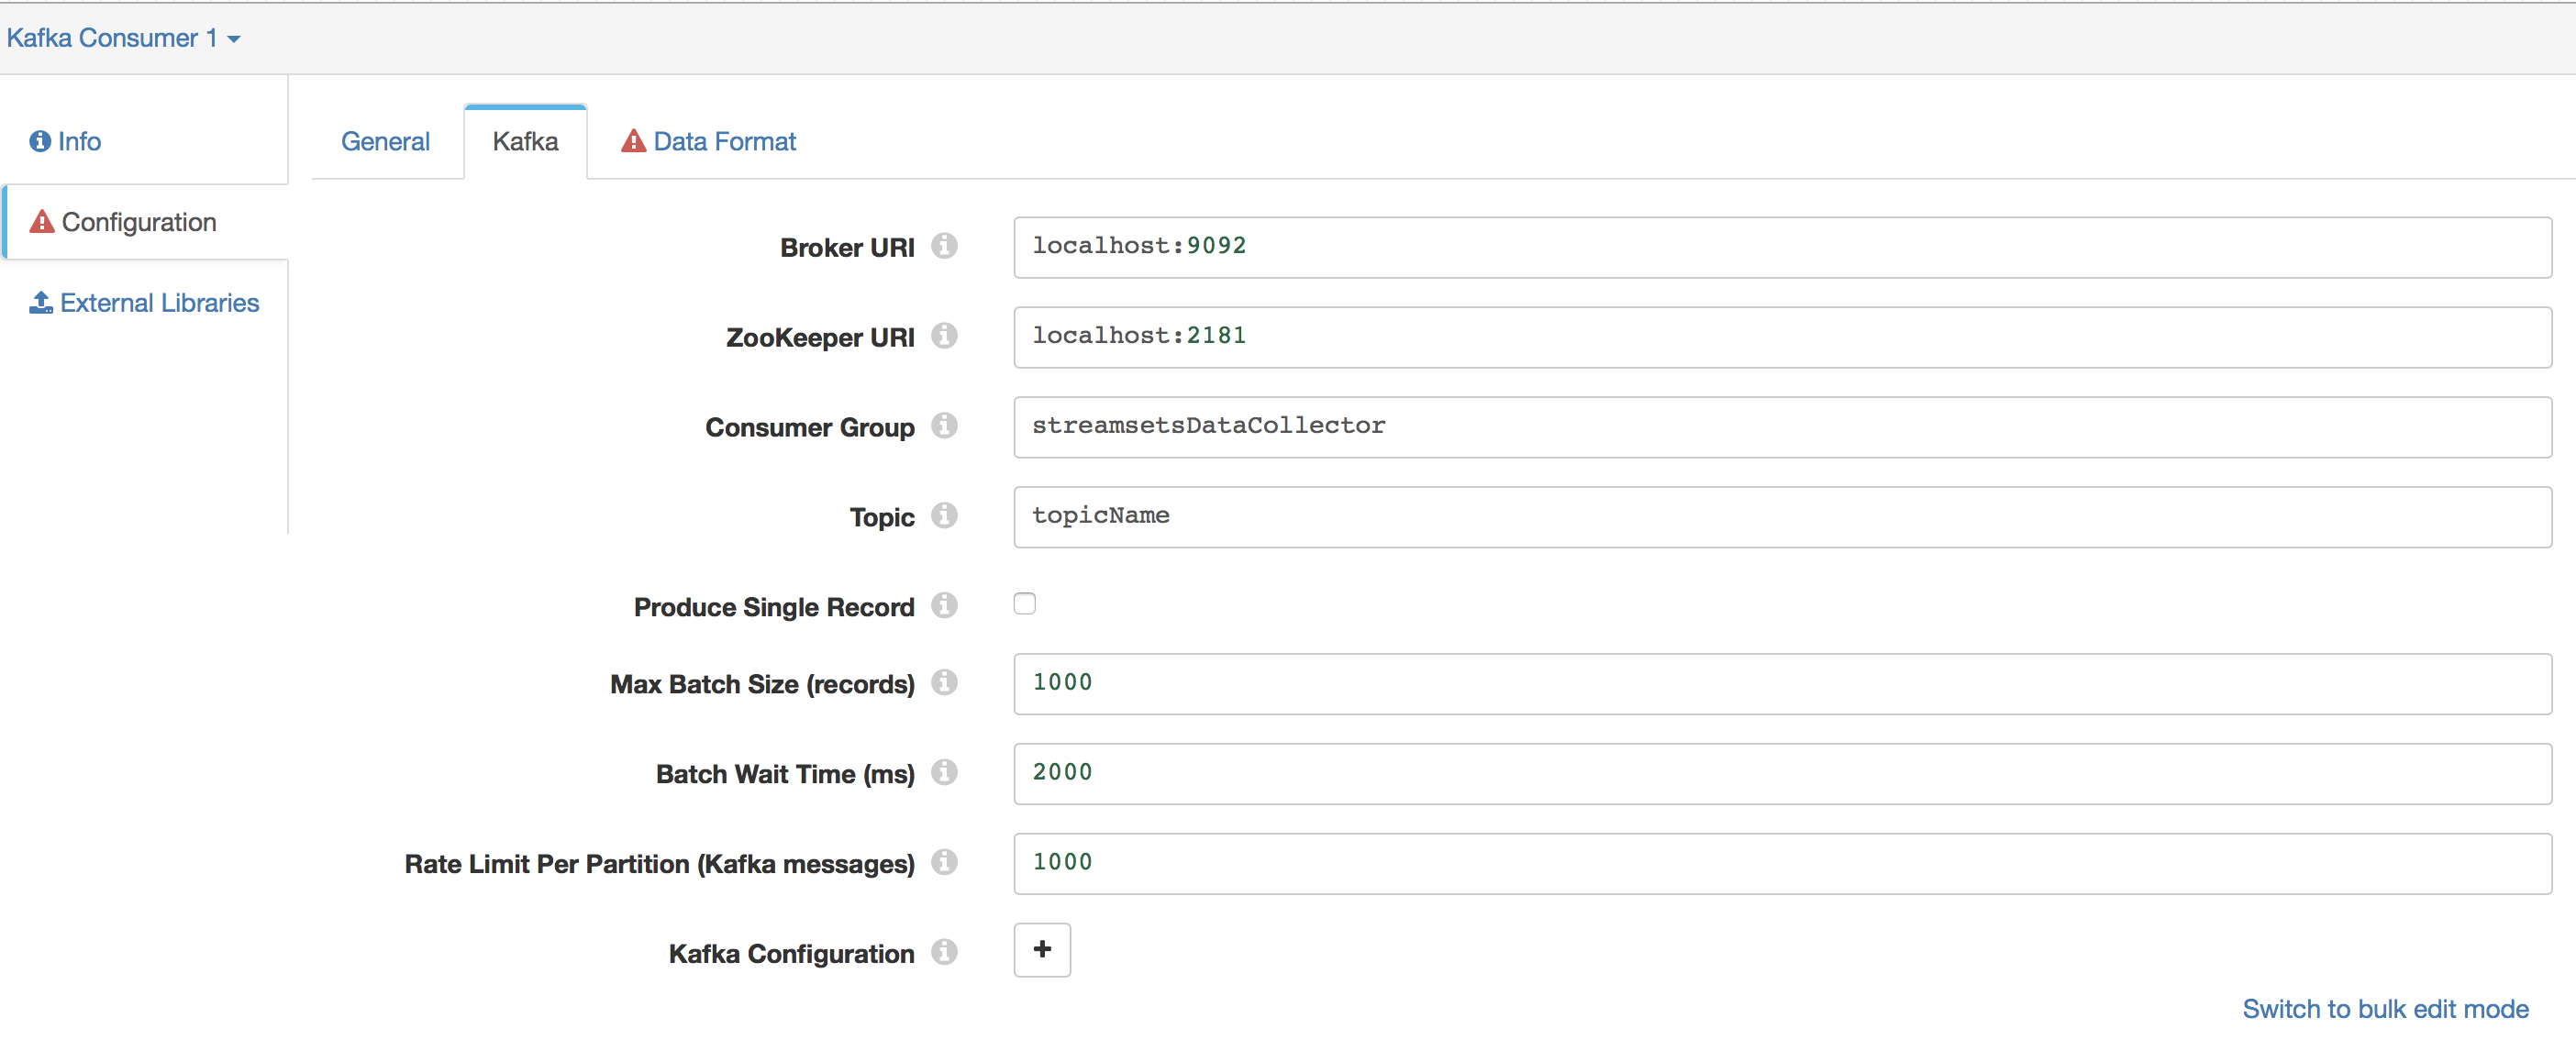 Kafka Consumer 1
Info
Configuration
External Libraries
General
Kafka
Data Format
Broker URI
localhost:9092
ZooKeeper URI
localhost:2181
Consumer Group
streamsetsDataCollector
Topic
topicName
Produce Single Record
Max Batch Size (records)
1000
Batch Wait Time (ms)
2000
Rate Limit Per Partition (Kafka messages)
1000
Kafka Configuration
+
Switch to bulk edit mode